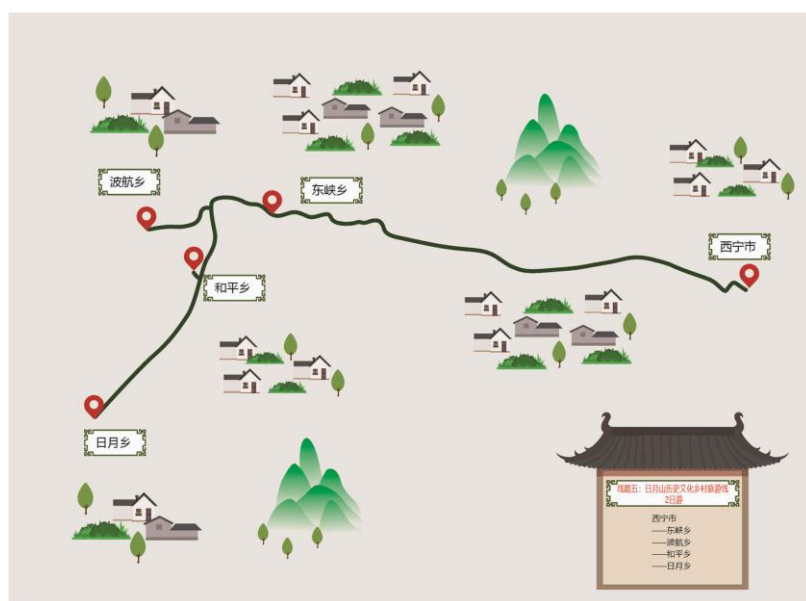 波航乡
东峡乡
西宁市
和平乡
日月乡
线路五：日月山历史文化乡村旅游线
2日游
西宁市
——东峡乡
——波航乡
——和平乡
——日月乡